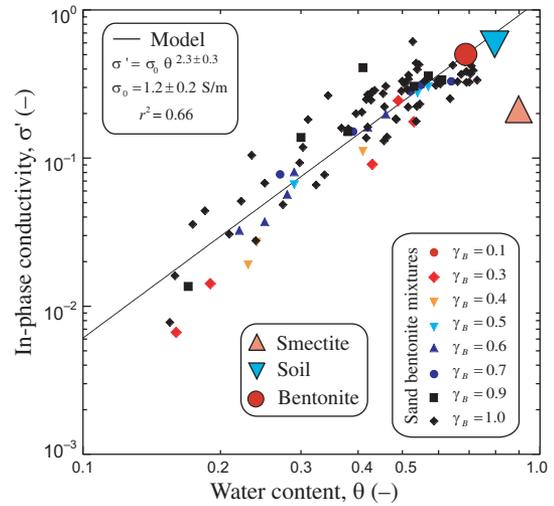 10⁰
Model
σ' = σ₀ θ ²·³±⁰·³
σ₀ = 1.2 ± 0.2 S/m
r² = 0.66
10⁻¹
10⁻²
10⁻³
In-phase conductivity, σ' (–)
Smectite
Soil
Bentonite
Sand bentonite mixtures
γ_B = 0.1
γ_B = 0.3
γ_B = 0.4
γ_B = 0.5
γ_B = 0.6
γ_B = 0.7
γ_B = 0.9
γ_B = 1.0
0.1 0.2 0.3 0.4 0.5 1.0
Water content, θ (–)